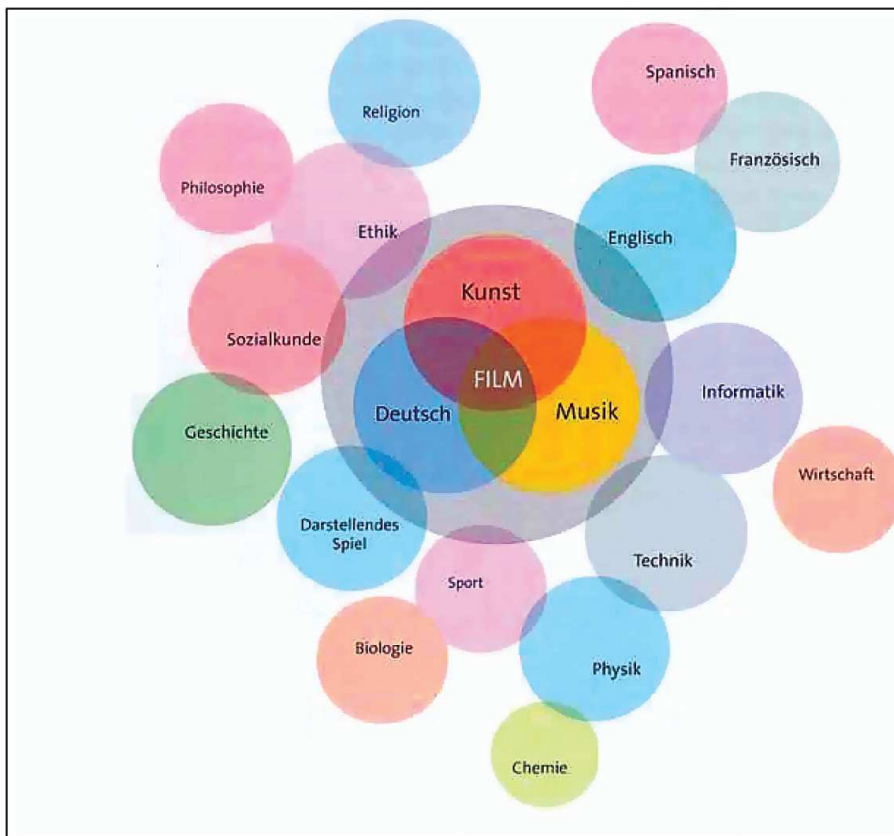 Spanisch
Religion
Französisch
Philosophie
Ethik
Englisch
Kunst
Sozialkunde
FILM
Informatik
Deutsch
Musik
Geschichte
Wirtschaft
Darstellendes
Spiel
Technik
Sport
Biologie
Physik
Chemie